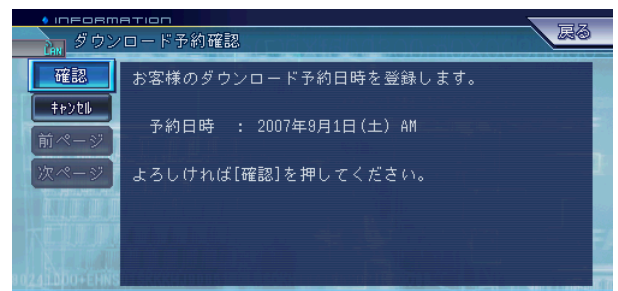 INFORMATION
LAN ダウンロード予約確認
戻る
確認
お客様のダウンロード予約日時を登録します。
キャンセル
予約日時 : 2007年9月1日(土) AM
前ページ
次ページ
よろしければ[確認]を押してください。